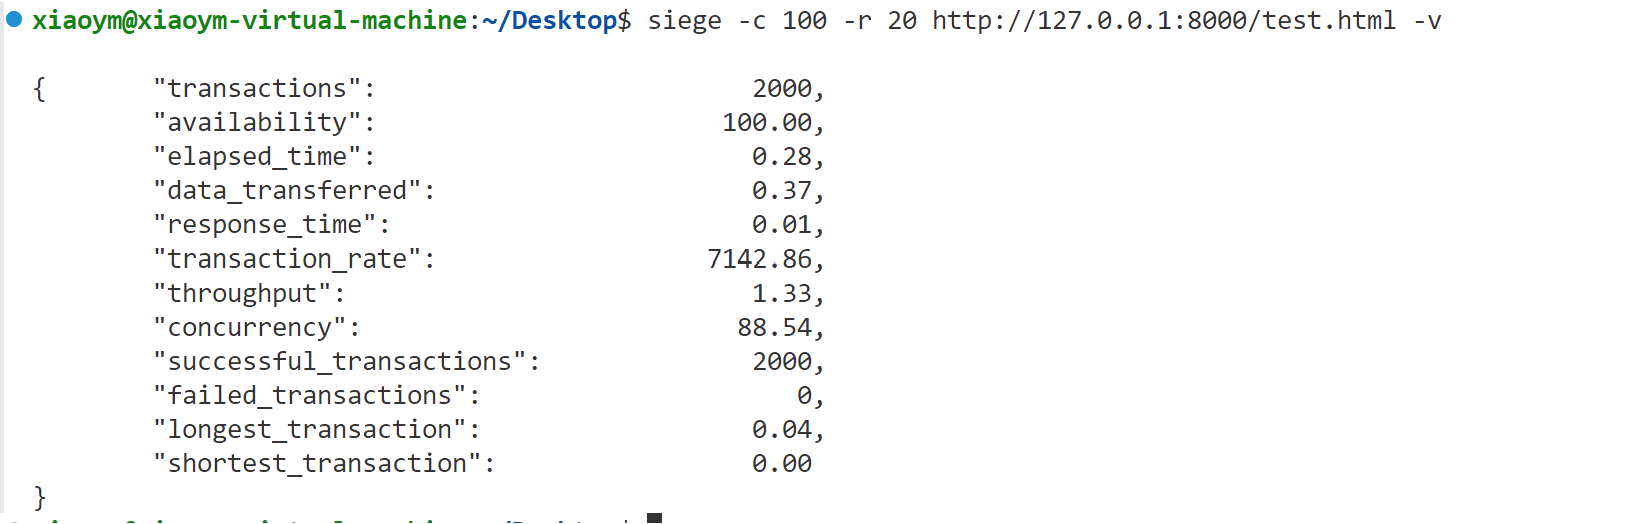 xiaoym@xiaoym-virtual-machine:~/Desktop$ siege -c 100 -r 20 http://127.0.0.1:8000/test.html -v
{ "transactions": 2000,
"availability": 100.00,
"elapsed_time": 0.28,
"data_transferred": 0.37,
"response_time": 0.01,
"transaction_rate": 7142.86,
"throughput": 1.33,
"concurrency": 88.54,
"successful_transactions": 2000,
"failed_transactions": 0,
"longest_transaction": 0.04,
"shortest_transaction": 0.00
}